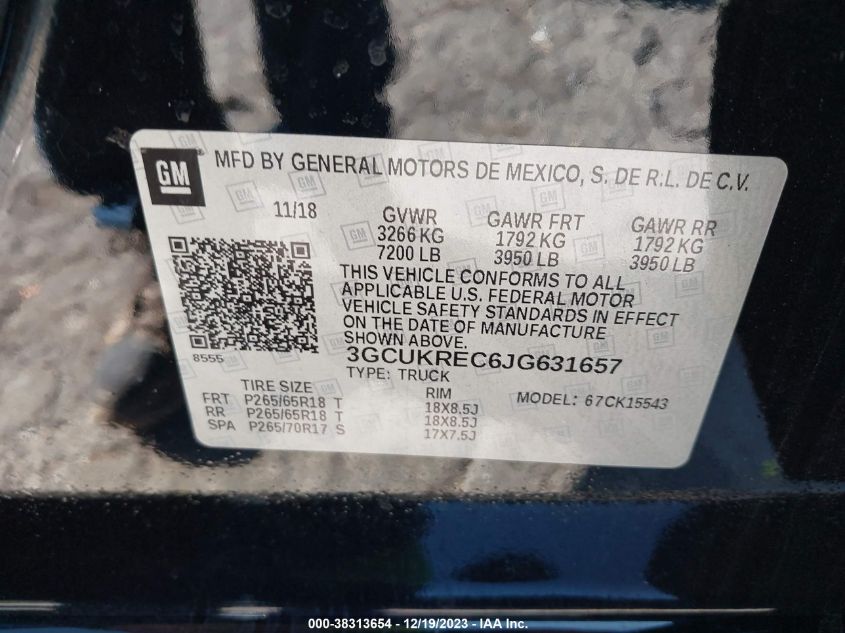 GM MFD BY GENERAL MOTORS DE MEXICO, S. DE R.L. DE C.V.
11/18 GVWR GAWR FRT GAWR RR
3266 KG 1792 KG 1792 KG
7200 LB 3950 LB 3950 LB
THIS VEHICLE CONFORMS TO ALL
APPLICABLE U.S. FEDERAL MOTOR
VEHICLE SAFETY STANDARDS IN EFFECT
ON THE DATE OF MANUFACTURE
SHOWN ABOVE.
8555 3GCUKREC6JG631657
TYPE: TRUCK
TIRE SIZE RIM MODEL: 67CK15543
FRT P265/65R18 T 18X8.5J
RR P265/65R18 T 18X8.5J
SPA P265/70R17 S 17X7.5J
000-38313654 - 12/19/2023 - IAA Inc.